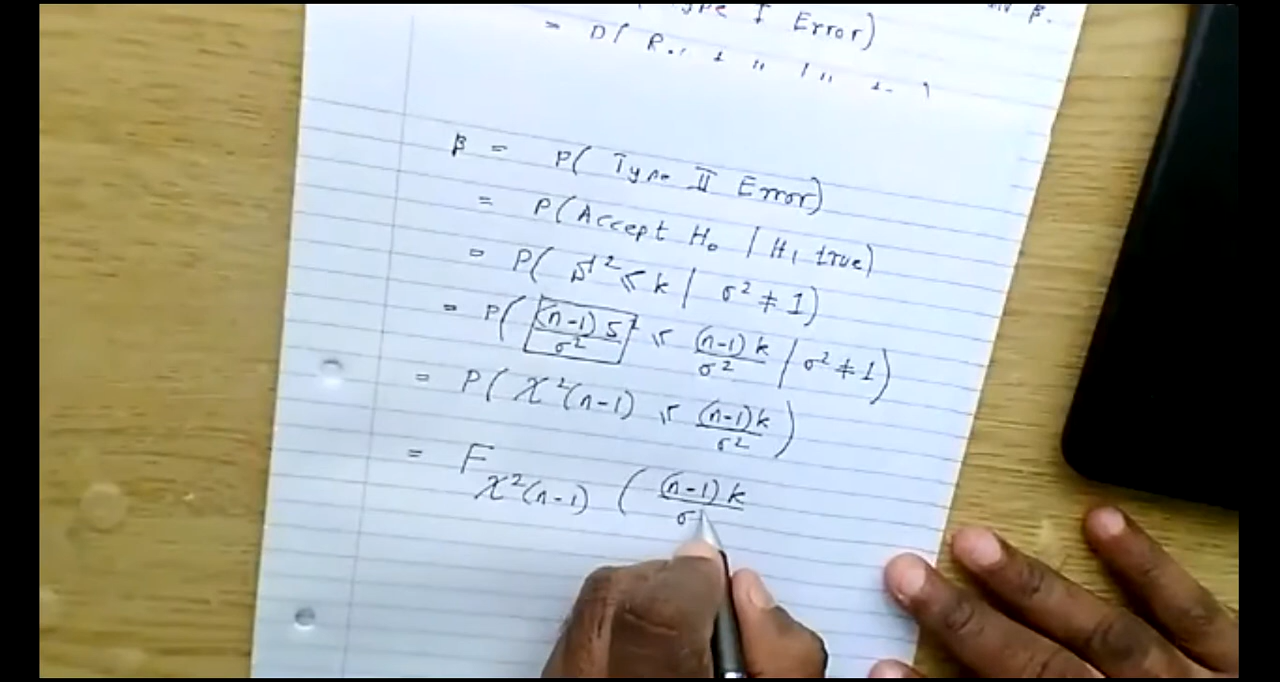 I Error)
β = P( Type II Error)
= P(Accept H₀ | H₁ true)
= P( S² ≤ k | σ² ≠ 1)
= P( (n-1) S² / σ² ≤ (n-1) k / σ² | σ² ≠ 1)
= P( χ²(n-1) ≤ (n-1)k / σ² )
= F χ²(n-1) ( (n-1) k / σ